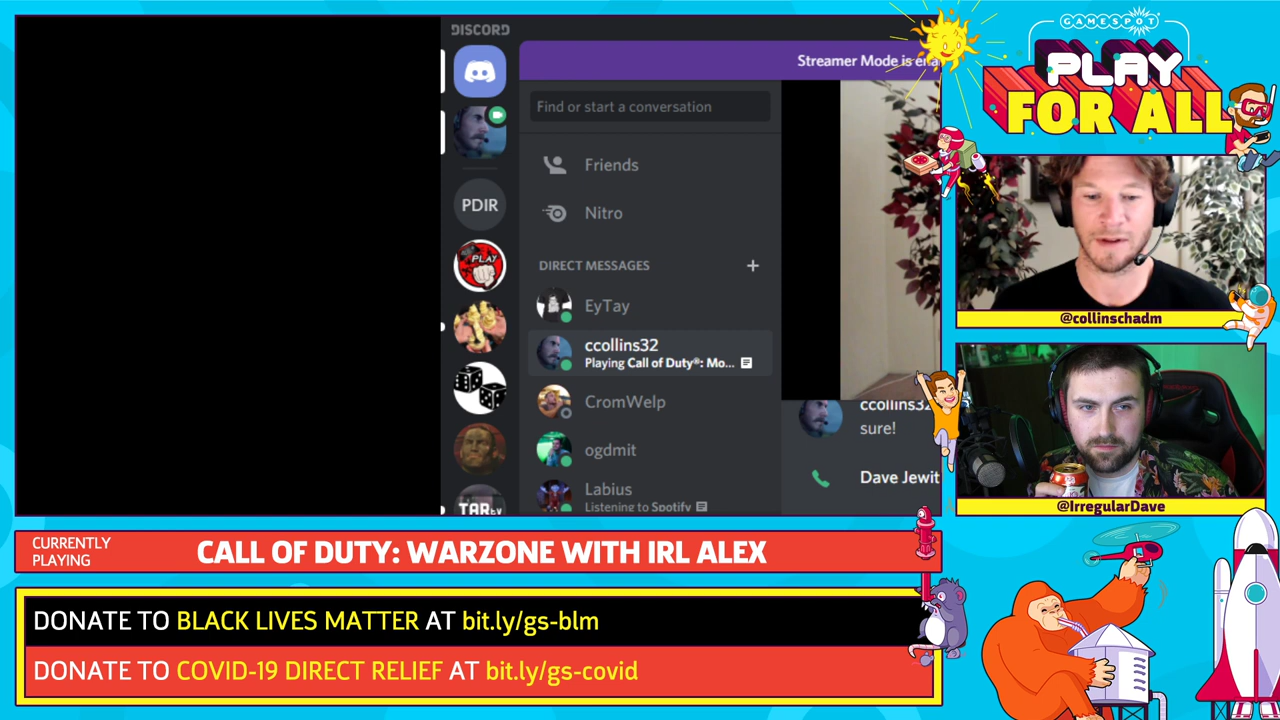 DISCORD
Streamer Mode is ena
Find or start a conversation
Friends
Nitro
PDIR
PLAY
DIRECT MESSAGES
EyTay
ccollins32
Playing Call of Duty®: Mo...
CromWelp
ogdmit
Labius
Listening to Spotify
ccollins32
sure!
Dave Jewit
GAMESPOT
PLAY
FOR ALL
@collinschadm
@IrregularDave
CURRENTLY
PLAYING
CALL OF DUTY: WARZONE WITH IRL ALEX
DONATE TO BLACK LIVES MATTER AT bit.ly/gs-blm
DONATE TO COVID-19 DIRECT RELIEF AT bit.ly/gs-covid